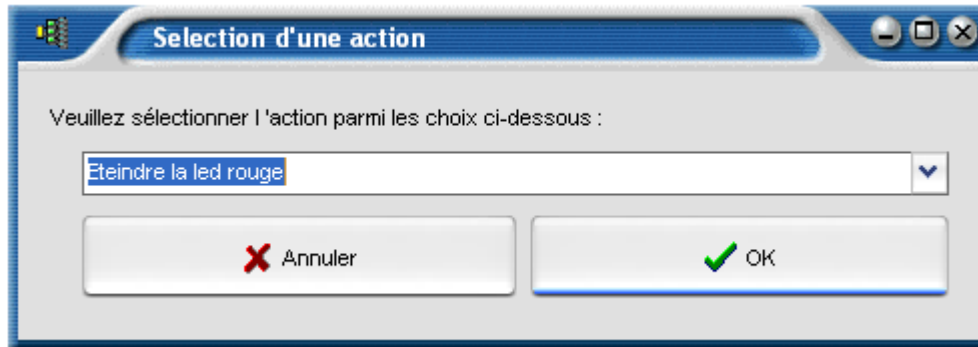 Selection d'une action
Veuillez sélectionner l 'action parmi les choix ci-dessous :
Eteindre la led rouge
Annuler
OK